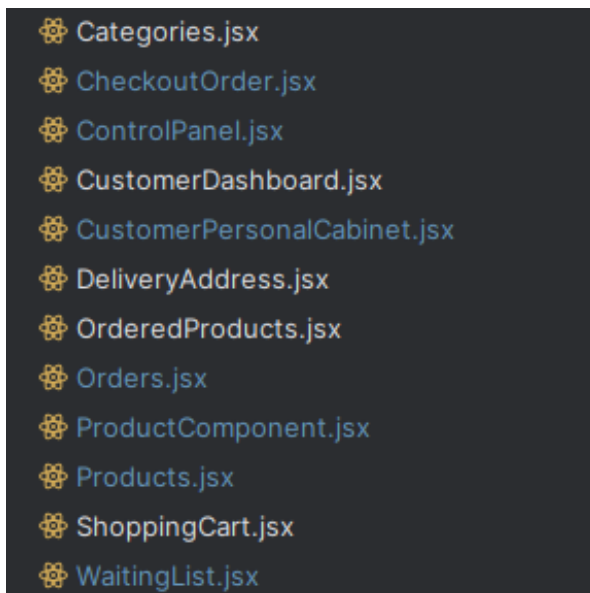 Categories.jsx
CheckoutOrder.jsx
ControlPanel.jsx
CustomerDashboard.jsx
CustomerPersonalCabinet.jsx
DeliveryAddress.jsx
OrderedProducts.jsx
Orders.jsx
ProductComponent.jsx
Products.jsx
ShoppingCart.jsx
WaitingList.jsx